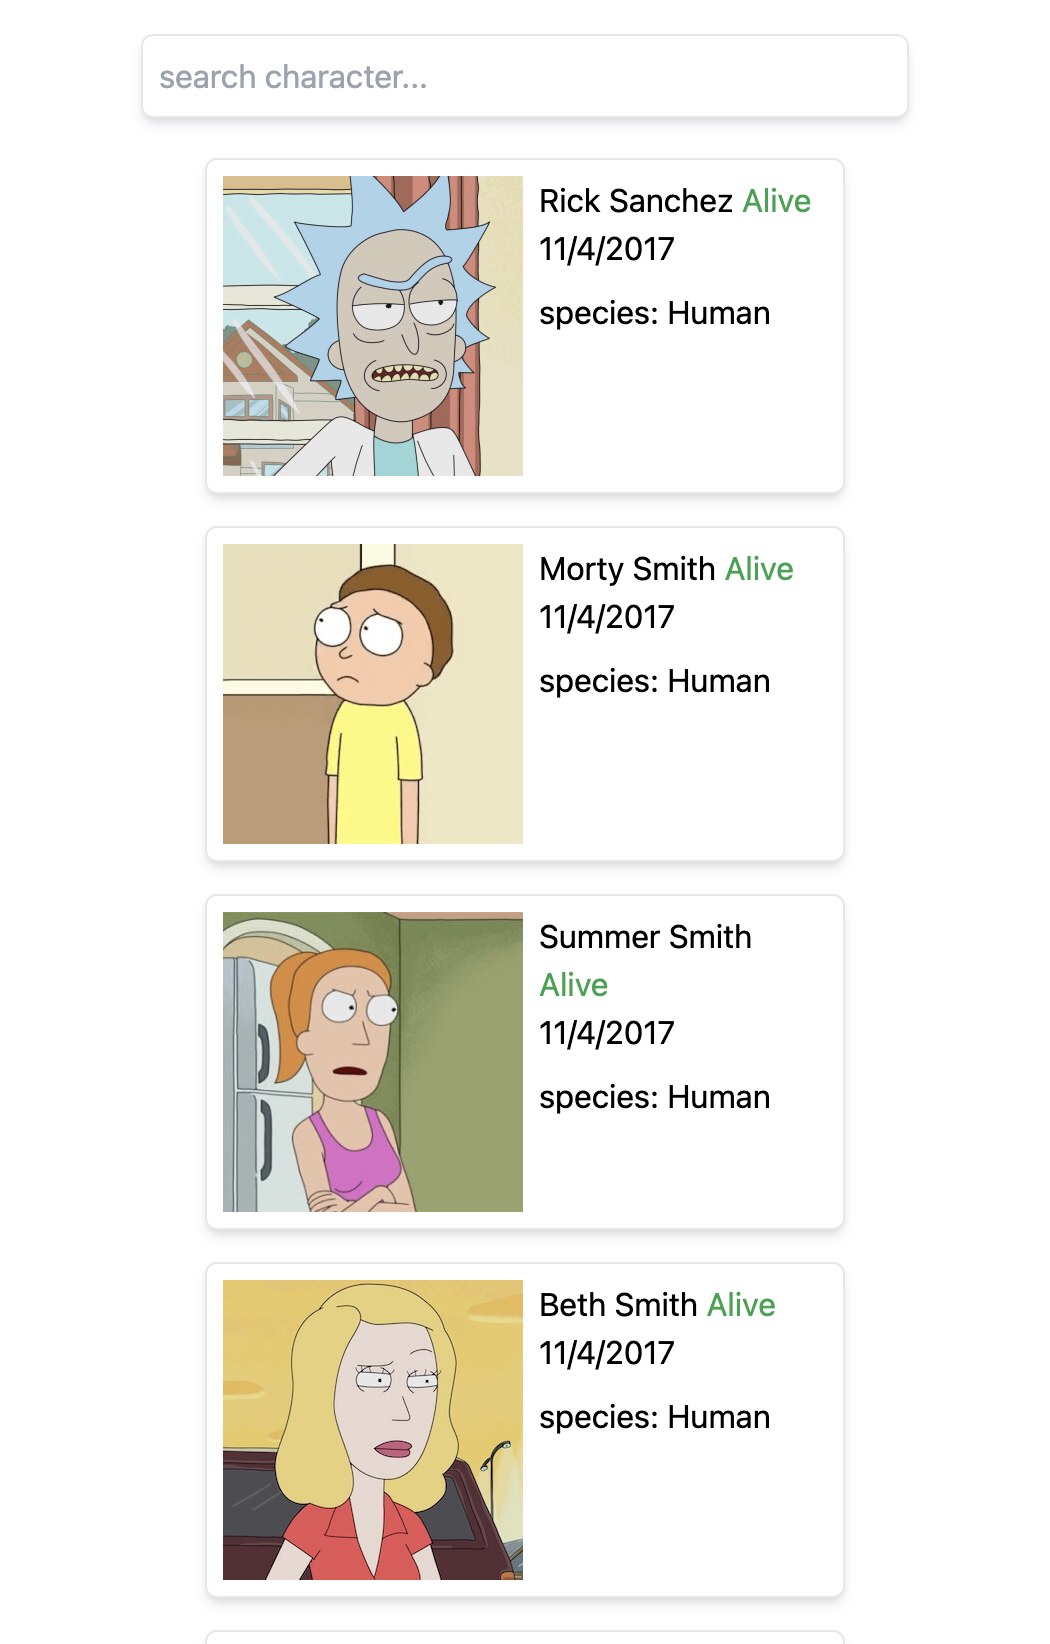 search character...
Rick Sanchez Alive
11/4/2017
species: Human
Morty Smith Alive
11/4/2017
species: Human
Summer Smith
Alive
11/4/2017
species: Human
Beth Smith Alive
11/4/2017
species: Human